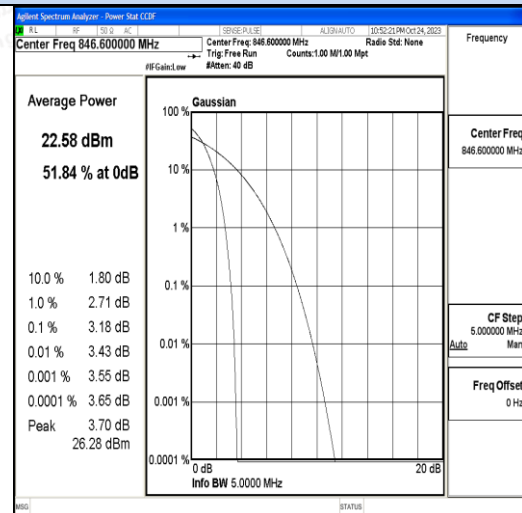 Agilent Spectrum Analyzer - Power Stat CCDF
RL RF 50 Ω AC SENSE:PULSE ALIGNAUTO 10:52:21 PM Oct 24, 2023
Center Freq 846.600000 MHz
Center Freq: 846.600000 MHz Radio Std: None
Trig: Free Run Counts:1.00 M/1.00 Mpt
#IFGain:Low #Atten: 40 dB
Frequency
Average Power
22.58 dBm
51.84 % at 0dB
10.0 % 1.80 dB
1.0 % 2.71 dB
0.1 % 3.18 dB
0.01 % 3.43 dB
0.001 % 3.55 dB
0.0001 % 3.65 dB
Peak 3.70 dB
26.28 dBm
Gaussian
100 %
10 %
1 %
0.1 %
0.01 %
0.001 %
0.0001 %
0 dB 20 dB
Info BW 5.0000 MHz
Center Freq
846.600000 MHz
CF Step
5.000000 MHz
Auto Man
Freq Offset
0 Hz
MSG STATUS